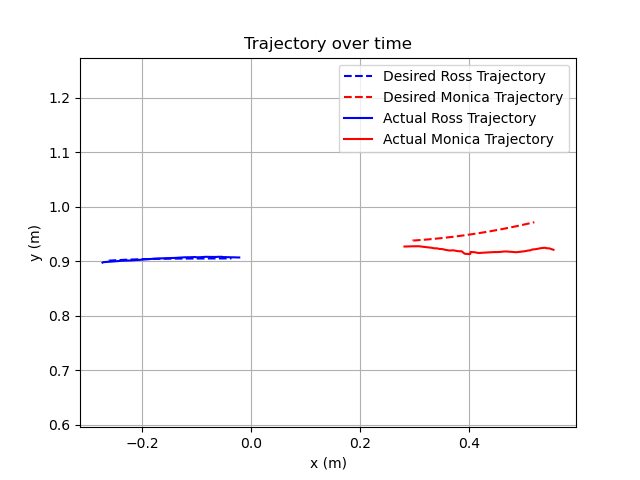 Trajectory over time
Desired Ross Trajectory
Desired Monica Trajectory
Actual Ross Trajectory
Actual Monica Trajectory
y (m)
1.2
1.1
1.0
0.9
0.8
0.7
0.6
−0.2
0.0
0.2
0.4
x (m)